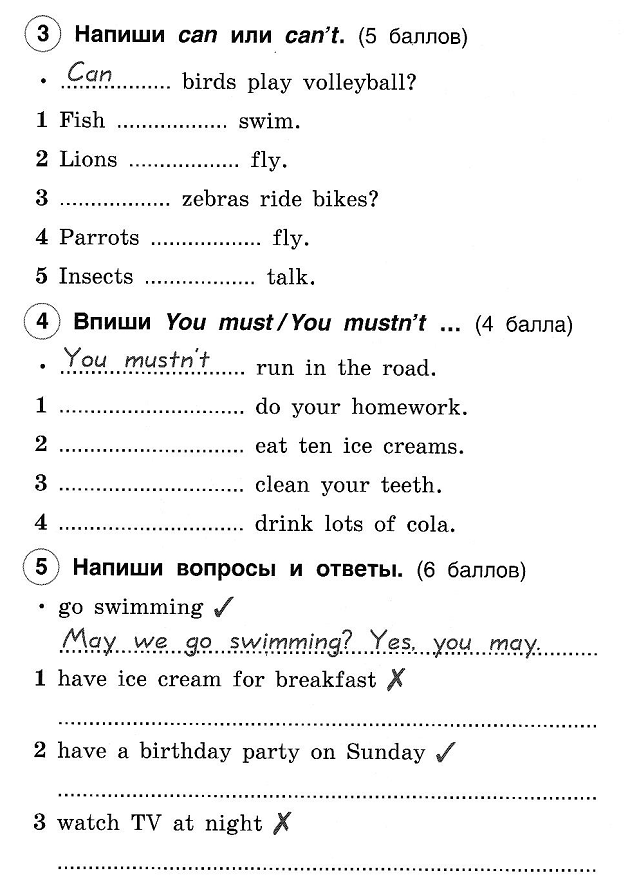 3 Напиши can или can't. (5 баллов)
• Can birds play volleyball?
1 Fish .................. swim.
2 Lions .................. fly.
3 .................. zebras ride bikes?
4 Parrots .................. fly.
5 Insects .................. talk.
4 Впиши You must/You mustn't ... (4 балла)
• You mustn't run in the road.
1 .............................. do your homework.
2 .............................. eat ten ice creams.
3 .............................. clean your teeth.
4 .............................. drink lots of cola.
5 Напиши вопросы и ответы. (6 баллов)
• go swimming ✓
May we go swimming? Yes, you may.
1 have ice cream for breakfast ✗
2 have a birthday party on Sunday ✓
3 watch TV at night ✗